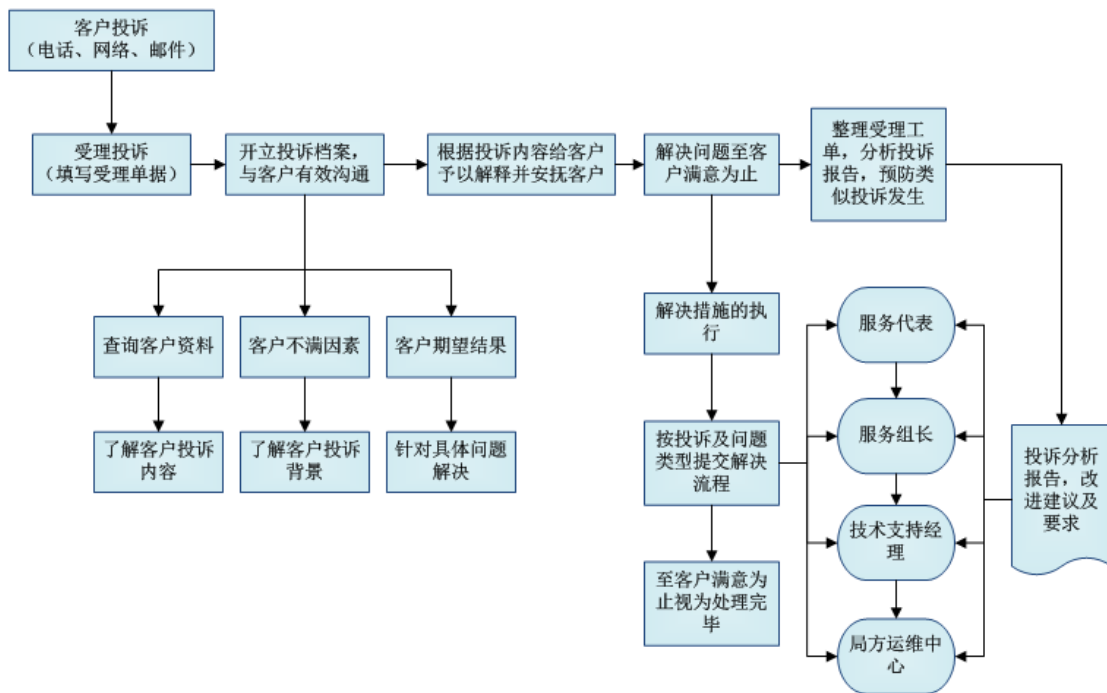 客户投诉
（电话、网络、邮件）
受理投诉
（填写受理单据）
开立投诉档案，
与客户有效沟通
根据投诉内容给客户
予以解释并安抚客户
解决问题至客
户满意为止
整理受理工
单，分析投诉
报告，预防类
似投诉发生
查询客户资料
客户不满因素
客户期望结果
了解客户投诉
内容
了解客户投诉
背景
针对具体问题
解决
解决措施的执
行
按投诉及问题
类型提交解决
流程
至客户满意为
止视为处理完
毕
服务代表
服务组长
技术支持经
理
局方运维中
心
投诉分析
报告，改
进建议及
要求